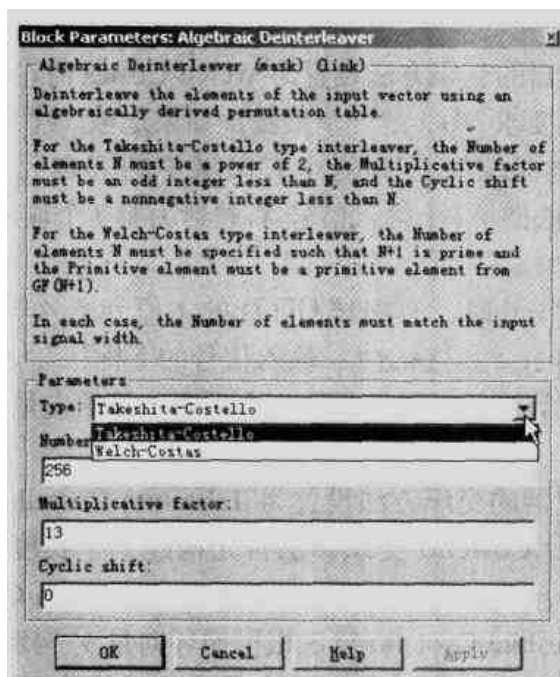 Block Parameters: Algebraic Deinterleaver
Algebraic Deinterleaver (mask) (link)
Deinterleave the elements of the input vector using an
algebraically derived permutation table.
For the Takeshita-Costello type interleaver, the Number of
elements N must be a power of 2, the Multiplicative factor
must be an odd integer less than N, and the Cyclic shift
must be a nonnegative integer less than N.
For the Welch-Costas type interleaver, the Number of
elements N must be specified such that N+1 is prime and
the Primitive element must be a primitive element from
GF(N+1).
In each case, the Number of elements must match the input
signal width.
Parameters
Type: Takeshita-Costello
Takeshita-Costello
Number
Welch-Costas
256
Multiplicative factor:
13
Cyclic shift:
0
OK Cancel Help Apply